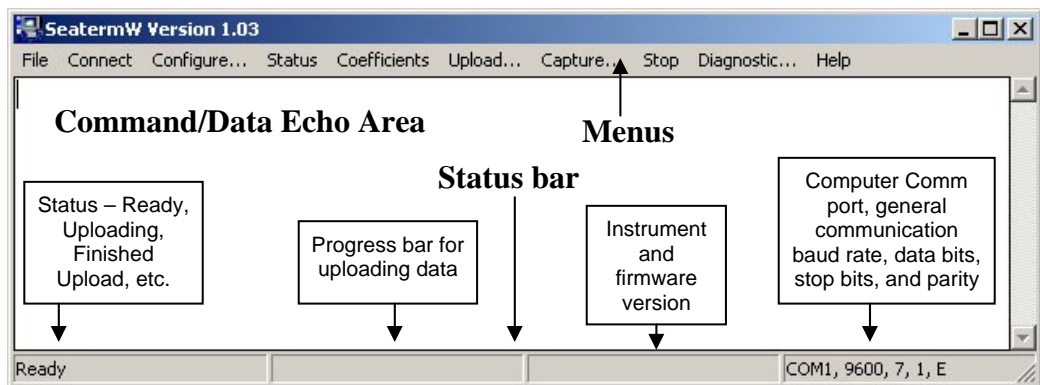 SeatermW Version 1.03
File Connect Configure... Status Coefficients Upload... Capture... Stop Diagnostic... Help
Command/Data Echo Area
Menus
Status bar
Status – Ready,
Uploading,
Finished
Upload, etc.
Progress bar for
uploading data
Instrument
and
firmware
version
Computer Comm
port, general
communication
baud rate, data bits,
stop bits, and parity
Ready
COM1, 9600, 7, 1, E